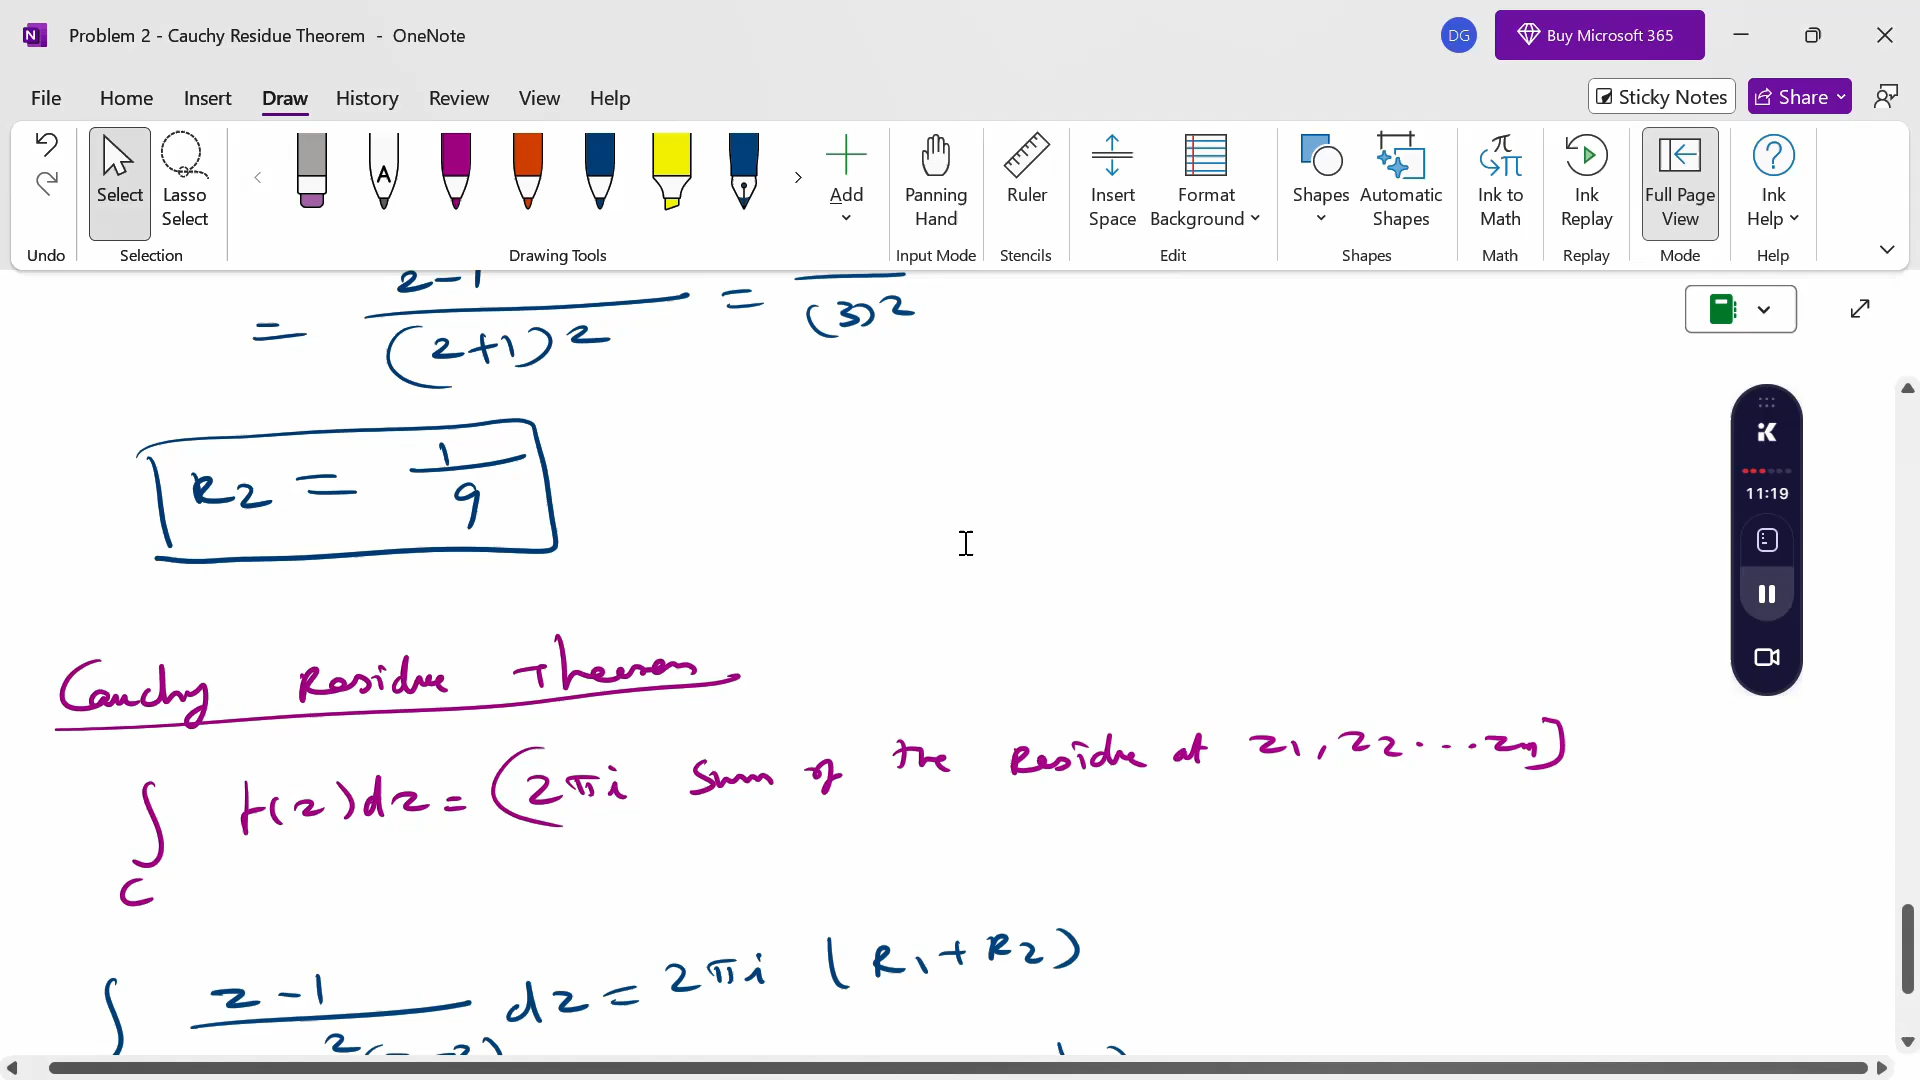 Problem 2 - Cauchy Residue Theorem - OneNote
DG
Buy Microsoft 365
File Home Insert Draw History Review View Help
Sticky Notes
Share
Select
Lasso Select
A
Add
Panning Hand
Ruler
Insert Space
Format Background
Shapes
Automatic Shapes
Ink to Math
Ink Replay
Full Page View
Ink Help
Undo Selection Drawing Tools Input Mode Stencils Edit Shapes Math Replay Mode Help
= 2-1 / (2+1)^2 = / (3)^2
R2 = 1/9
11:19
Cauchy Residue Theorem
∫C f(z)dz = (2πi Sum of the Residue at z1, z2 ... zn]
∫ z-1 / 2(z-2) dz = 2πi (R1 + R2)